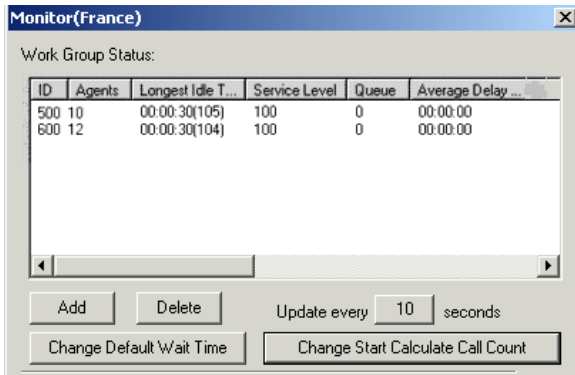 Monitor(France)
Work Group Status:
ID Agents Longest Idle T... Service Level Queue Average Delay ...
500 10 00:00:30(105) 100 0 00:00:00
600 12 00:00:30(104) 100 0 00:00:00
Add Delete Update every 10 seconds
Change Default Wait Time Change Start Calculate Call Count